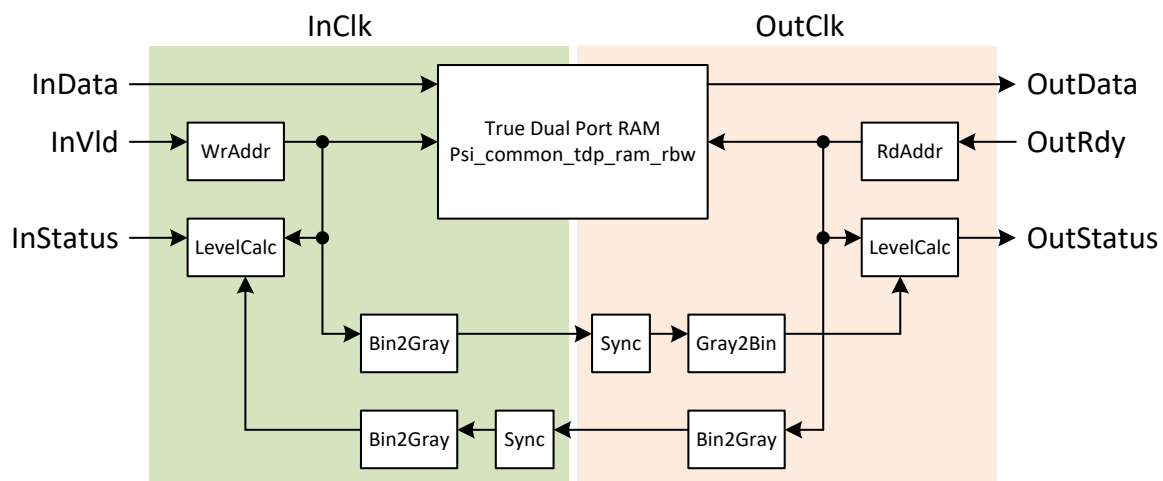 InClk
OutClk
InData
OutData
True Dual Port RAM
Psi_common_tdp_ram_rbw
InVld
WrAddr
RdAddr
OutRdy
InStatus
LevelCalc
LevelCalc
OutStatus
Bin2Gray
Sync
Gray2Bin
Bin2Gray
Sync
Bin2Gray